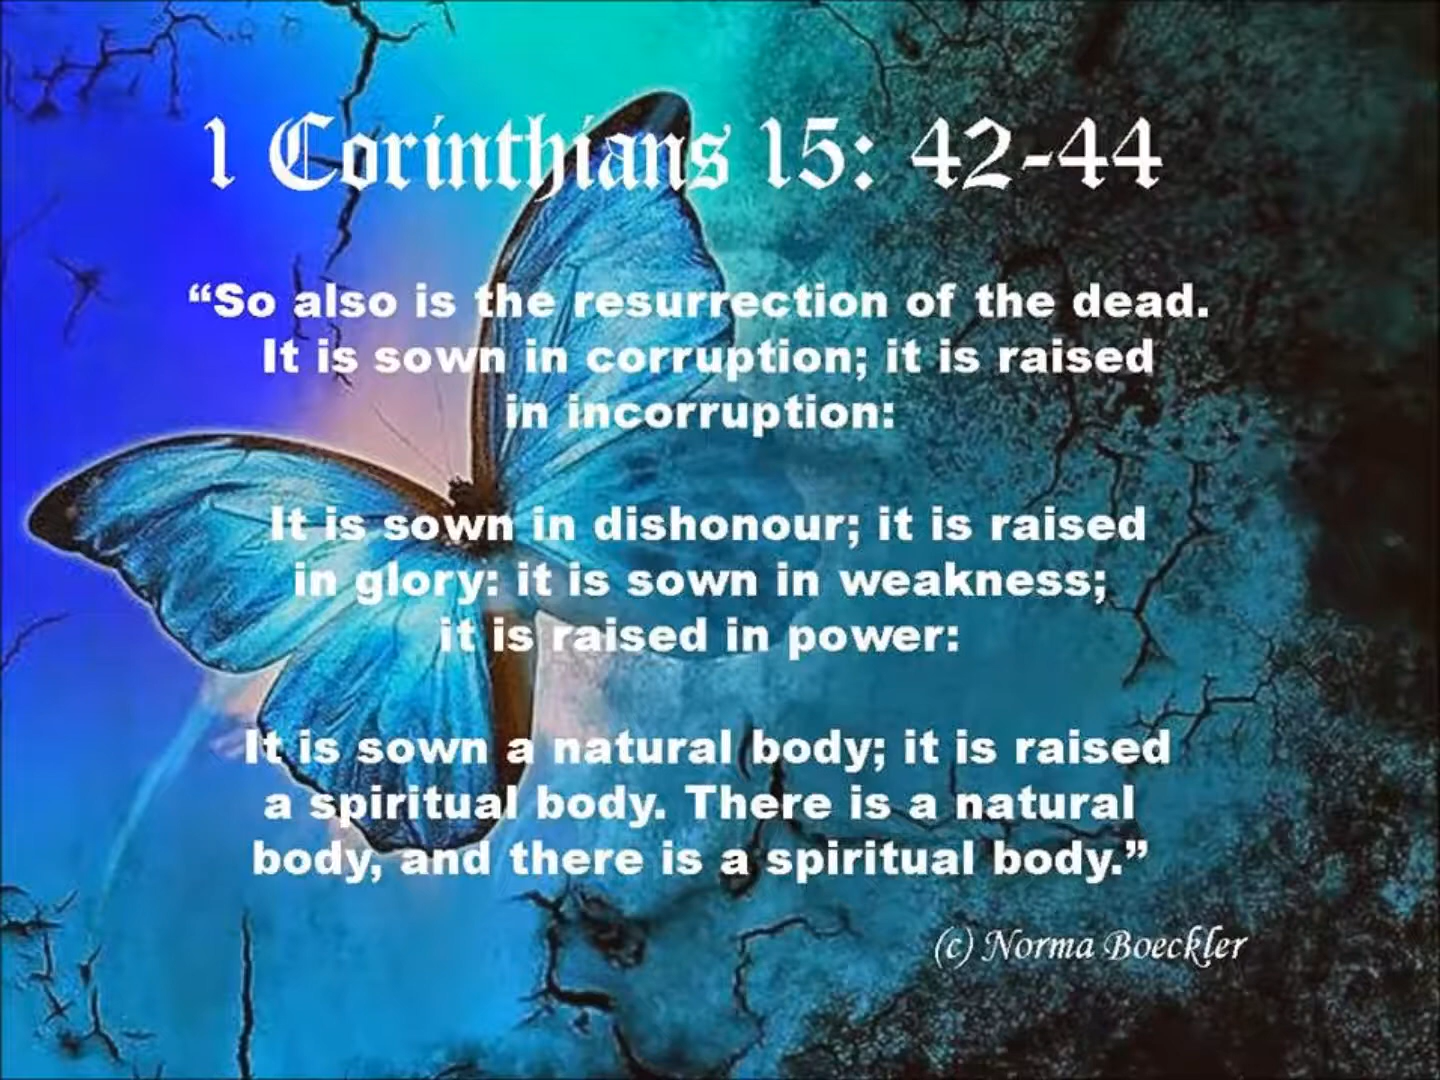 1 Corinthians 15: 42-44
“So also is the resurrection of the dead.
It is sown in corruption; it is raised
in incorruption:
It is sown in dishonour; it is raised
in glory: it is sown in weakness;
it is raised in power:
It is sown a natural body; it is raised
a spiritual body. There is a natural
body, and there is a spiritual body.”
(c) Norma Boeckler